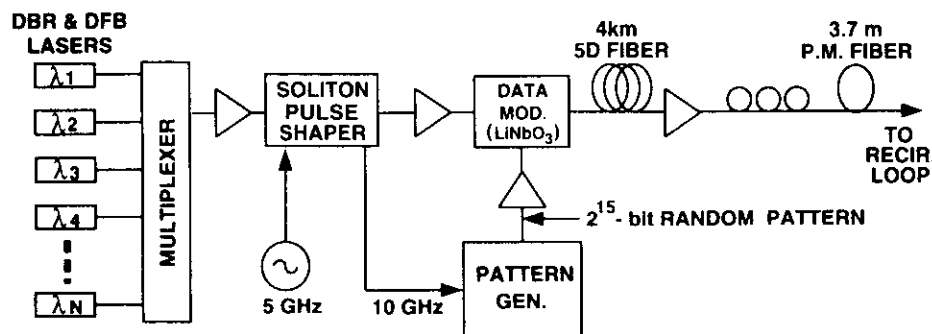 DBR & DFB
LASERS
λ1
λ2
λ3
λ4
λN
MULTIPLEXER
SOLITON
PULSE
SHAPER
5 GHz
10 GHz
DATA
MOD.
(LiNbO3)
2^15- bit RANDOM PATTERN
PATTERN
GEN.
4km
5D FIBER
3.7 m
P.M. FIBER
TO
RECIR
LOOP